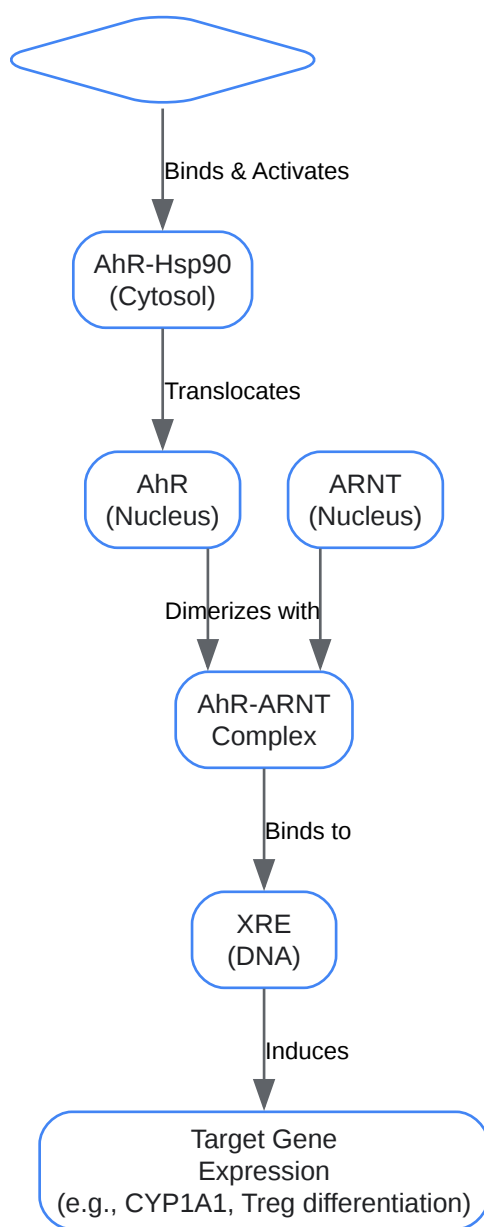 Binds & Activates
AhR-Hsp90
(Cytosol)
Translocates
AhR
(Nucleus)
ARNT
(Nucleus)
Dimerizes with
AhR-ARNT
Complex
Binds to
XRE
(DNA)
Induces
Target Gene
Expression
(e.g., CYP1A1, Treg differentiation)